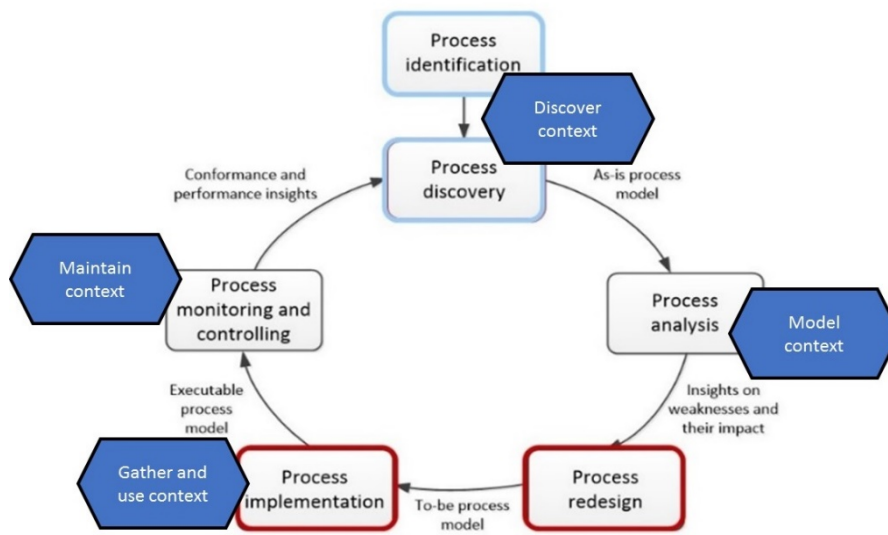 Process
identification
Discover
context
Process
discovery
Conformance and
performance insights
As-is process
model
Maintain
context
Process
monitoring and
controlling
Process
analysis
Model
context
Executable
process
model
Insights on
weaknesses and
their impact
Gather and
use context
Process
implementation
To-be process
model
Process
redesign